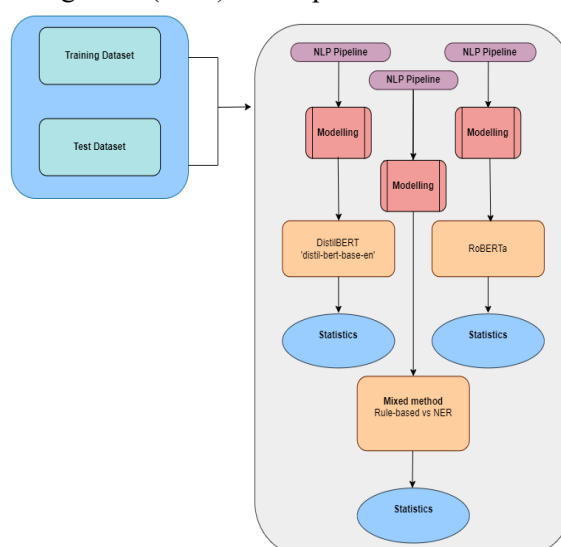 Training Dataset
Test Dataset
NLP Pipeline
NLP Pipeline
NLP Pipeline
Modelling
Modelling
Modelling
DistilBERT
'distil-bert-base-en'
RoBERTa
Statistics
Statistics
Mixed method
Rule-based vs NER
Statistics